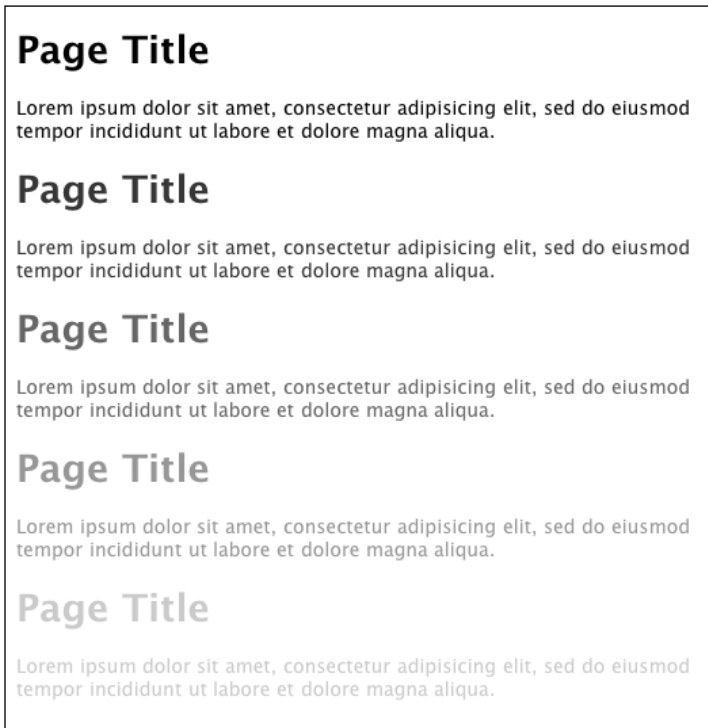 Page Title
Lorem ipsum dolor sit amet, consectetur adipisicing elit, sed do eiusmod
tempor incididunt ut labore et dolore magna aliqua.
Page Title
Lorem ipsum dolor sit amet, consectetur adipisicing elit, sed do eiusmod
tempor incididunt ut labore et dolore magna aliqua.
Page Title
Lorem ipsum dolor sit amet, consectetur adipisicing elit, sed do eiusmod
tempor incididunt ut labore et dolore magna aliqua.
Page Title
Lorem ipsum dolor sit amet, consectetur adipisicing elit, sed do eiusmod
tempor incididunt ut labore et dolore magna aliqua.
Page Title
Lorem ipsum dolor sit amet, consectetur adipisicing elit, sed do eiusmod
tempor incididunt ut labore et dolore magna aliqua.